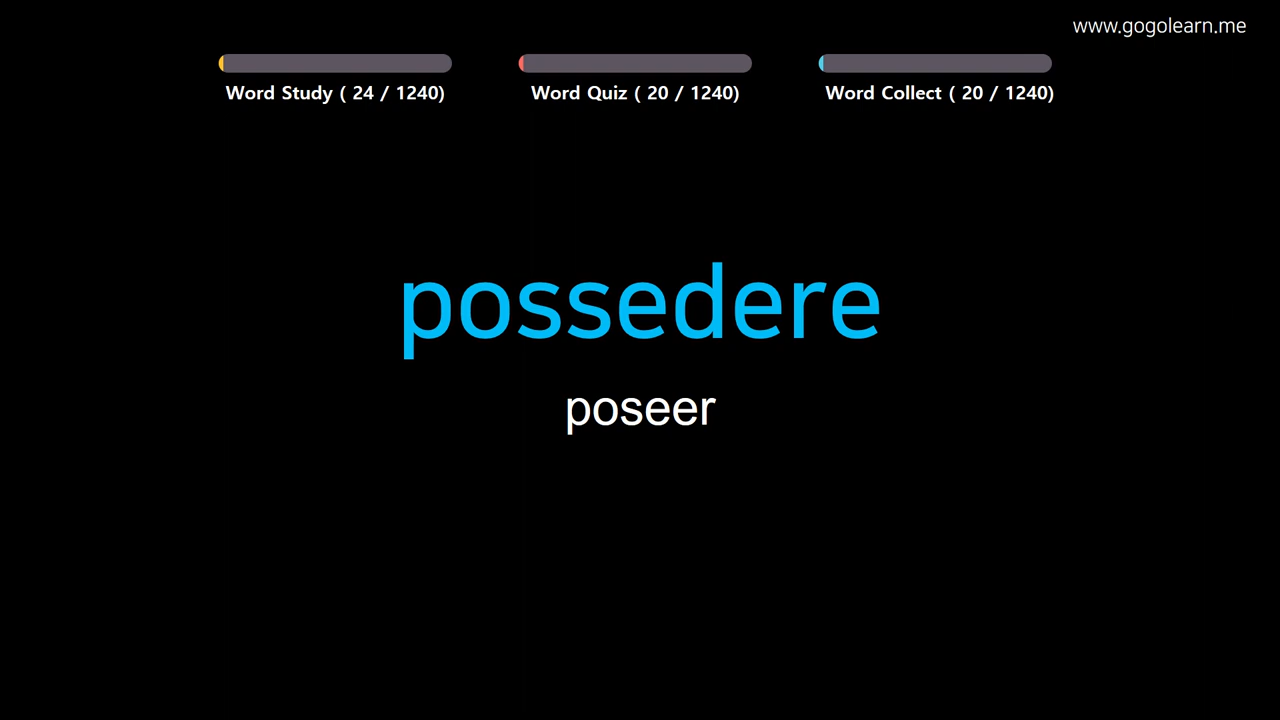 www.gogolearn.me
Word Study ( 24 / 1240)
Word Quiz ( 20 / 1240)
Word Collect ( 20 / 1240)
possedere
poseer